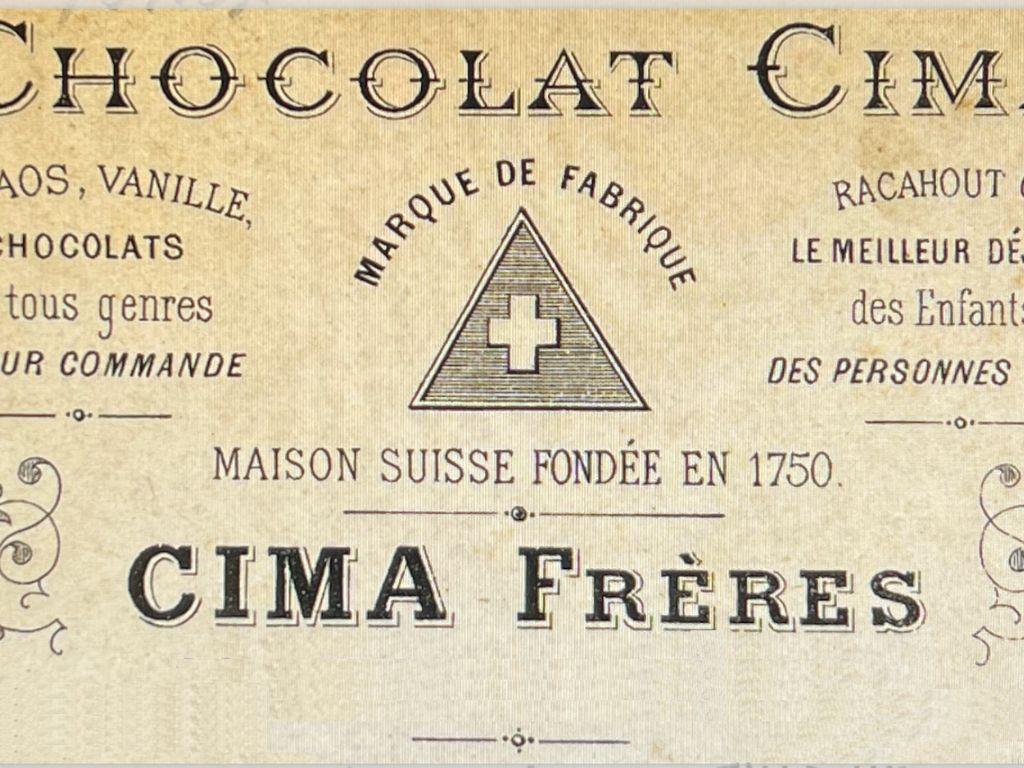 CHOCOLAT CIMA
AOS, VANILLE,
CHOCOLATS
tous genres
UR COMMANDE
MARQUE DE FABRIQUE
RACAHOUT
LE MEILLEUR DÉ
des Enfants
DES PERSONNES
MAISON SUISSE FONDÉE EN 1750.
CIMA FRÈRES